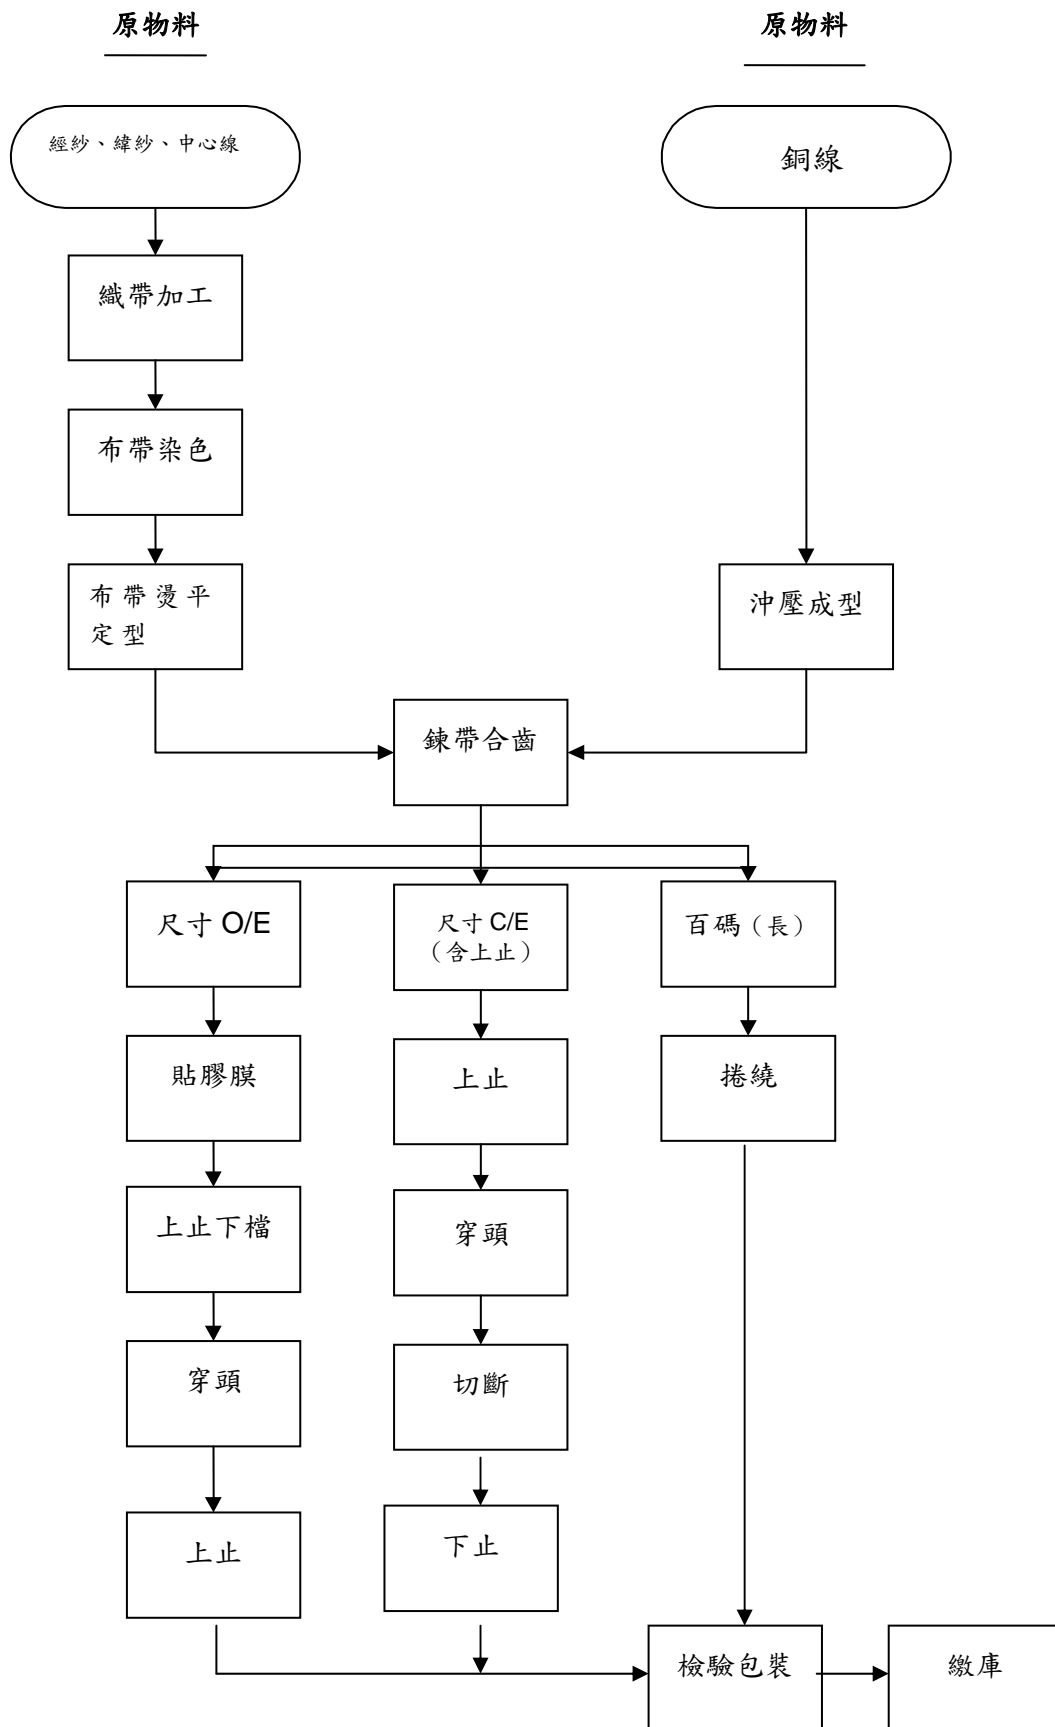 原物料
原物料
經紗、緯紗、中心線
銅線
織帶加工
布帶染色
布帶燙平
定型
沖壓成型
鍊帶合齒
尺寸 O/E
尺寸 C/E
（含上止）
百碼（長）
貼膠膜
上止
捲繞
上止下檔
穿頭
穿頭
切斷
上止
下止
檢驗包裝
繳庫